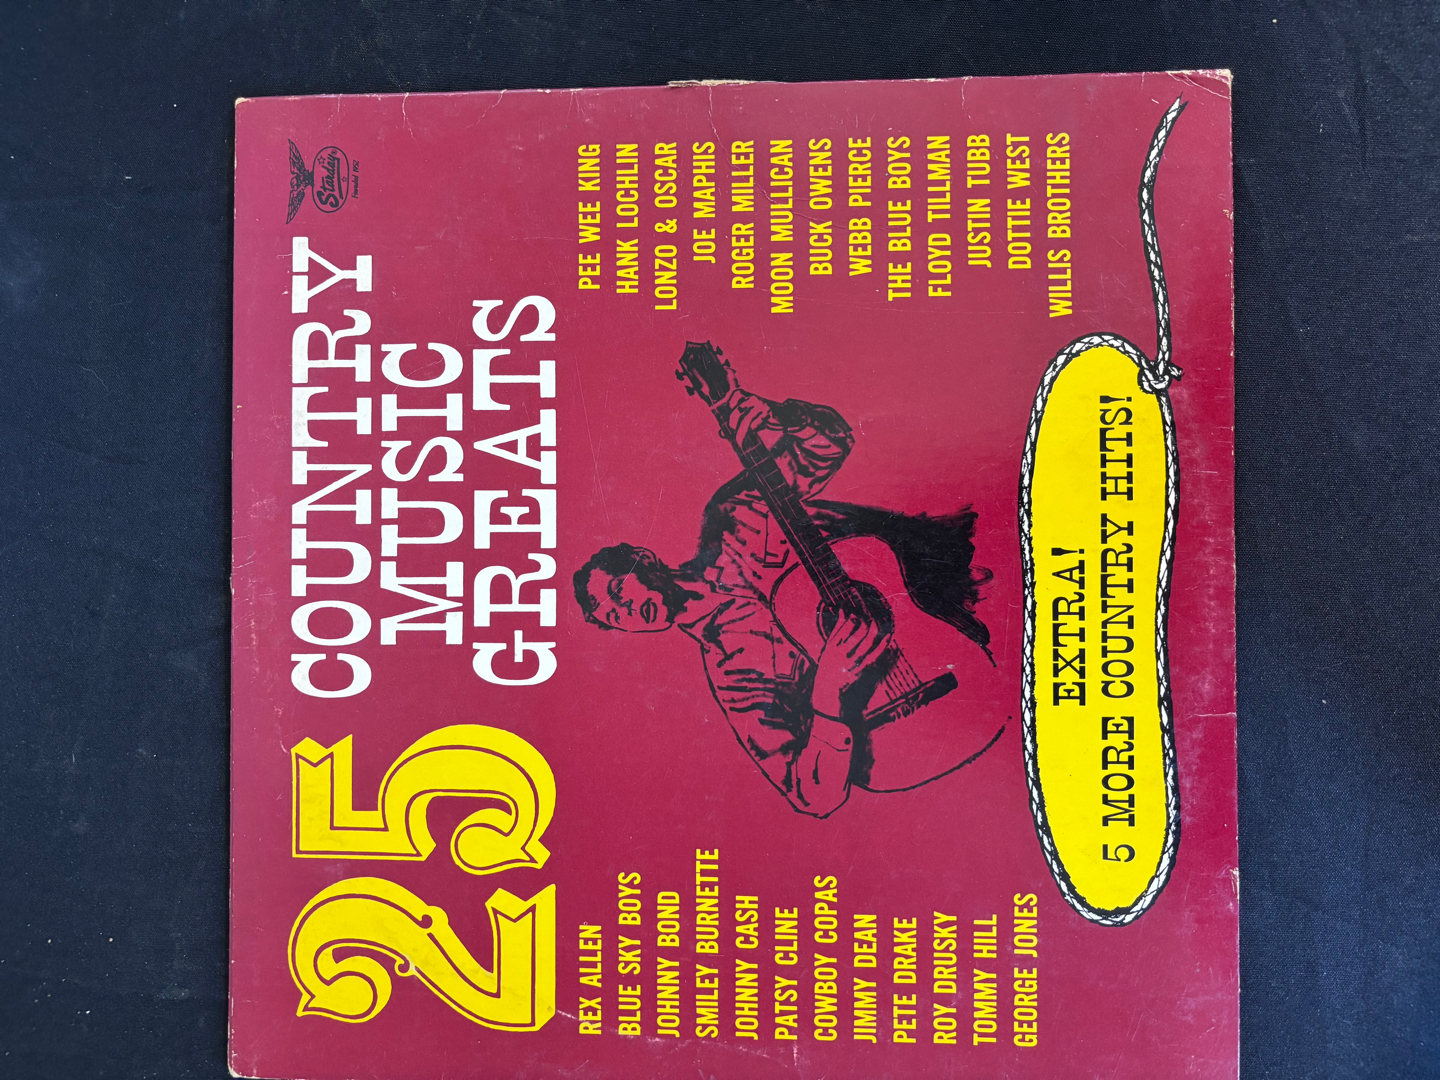 25 COUNTRY
MUSIC
GREATS
Starday
Founded 1952
REX ALLEN
BLUE SKY BOYS
JOHNNY BOND
SMILEY BURNETTE
JOHNNY CASH
PATSY CLINE
COWBOY COPAS
JIMMY DEAN
PETE DRAKE
ROY DRUSKY
TOMMY HILL
GEORGE JONES
PEE WEE KING
HANK LOCHLIN
LONZO & OSCAR
JOE MAPHIS
ROGER MILLER
MOON MULLICAN
BUCK OWENS
WEBB PIERCE
THE BLUE BOYS
FLOYD TILLMAN
JUSTIN TUBB
DOTTIE WEST
WILLIS BROTHERS
EXTRA!
5 MORE COUNTRY HITS!